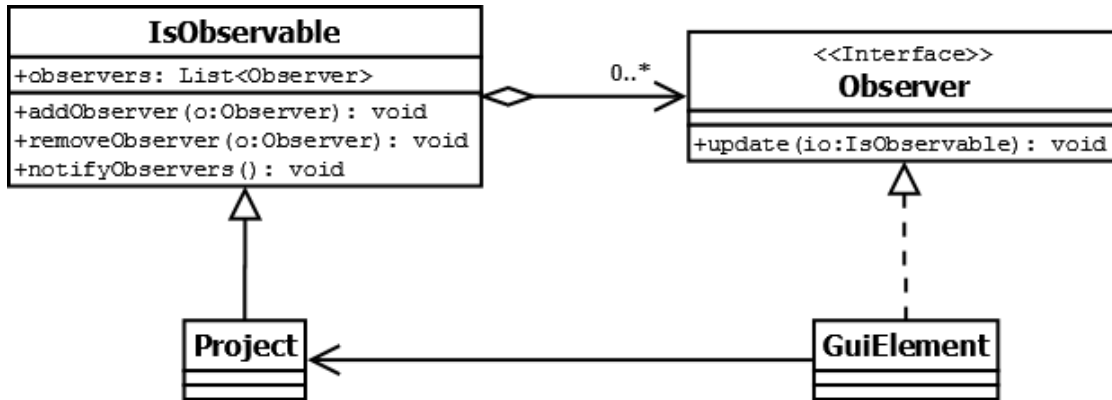 IsObservable
+observers: List<Observer>
+addObserver(o:Observer): void
+removeObserver(o:Observer): void
+notifyObservers(): void
0..*
<<Interface>>
Observer
+update(io:IsObservable): void
Project
GuiElement